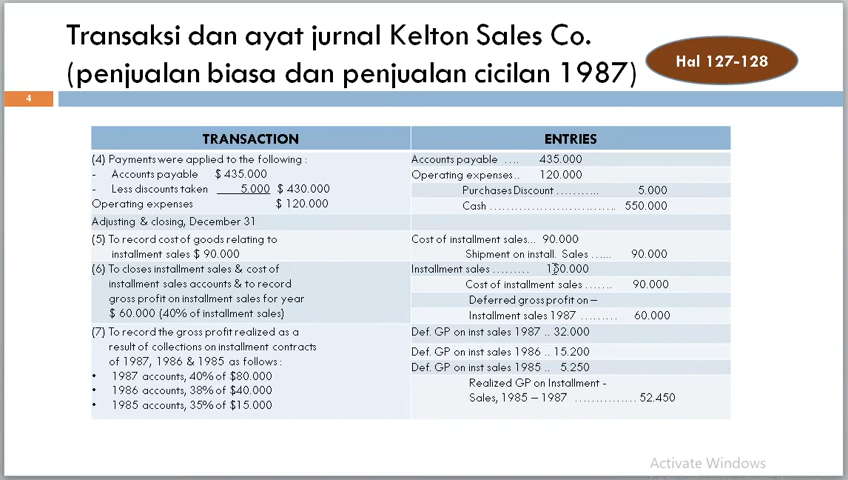 Transaksi dan ayat jurnal Kelton Sales Co.
(penjualan biasa dan penjualan cicilan 1987)
Hal 127-128
4
TRANSACTION
ENTRIES
(4) Payments were applied to the following :
- Accounts payable $ 435.000
- Less discounts taken 5.000 $ 430.000
Operating expenses $ 120.000
Accounts payable .... 435.000
Operating expenses.. 120.000
Purchases Discount ........... 5.000
Cash ................................ 550.000
Adjusting & closing, December 31
(5) To record cost of goods relating to
installment sales $ 90.000
Cost of installment sales... 90.000
Shipment on install. Sales ...... 90.000
(6) To closes installment sales & cost of
installment sales accounts & to record
gross profit on installment sales for year
$ 60.000 (40% of installment sales)
Installment sales ......... 150.000
Cost of installment sales ....... 90.000
Deferred gross profit on –
Installment sales 1987 ......... 60.000
(7) To record the gross profit realized as a
result of collections on installment contracts
of 1987, 1986 & 1985 as follows :
• 1987 accounts, 40% of $80.000
• 1986 accounts, 38% of $40.000
• 1985 accounts, 35% of $15.000
Def. GP on inst sales 1987 .. 32.000
Def. GP on inst sales 1986 .. 15.200
Def. GP on inst sales 1985 .. 5.250
Realized GP on Installment -
Sales, 1985 – 1987 ............... 52.450
Activate Windows